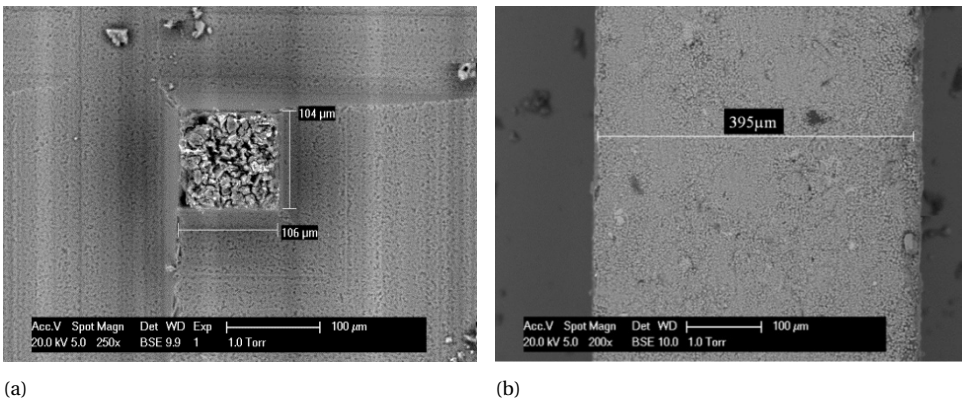 104 µm
106 µm
Acc.V Spot Magn Det WD Exp 100 µm
20.0 kV 5.0 250x BSE 9.9 1 1.0 Torr
395µm
Acc.V Spot Magn Det WD 100 µm
20.0 kV 5.0 200x BSE 10.0 1.0 Torr
(a)
(b)